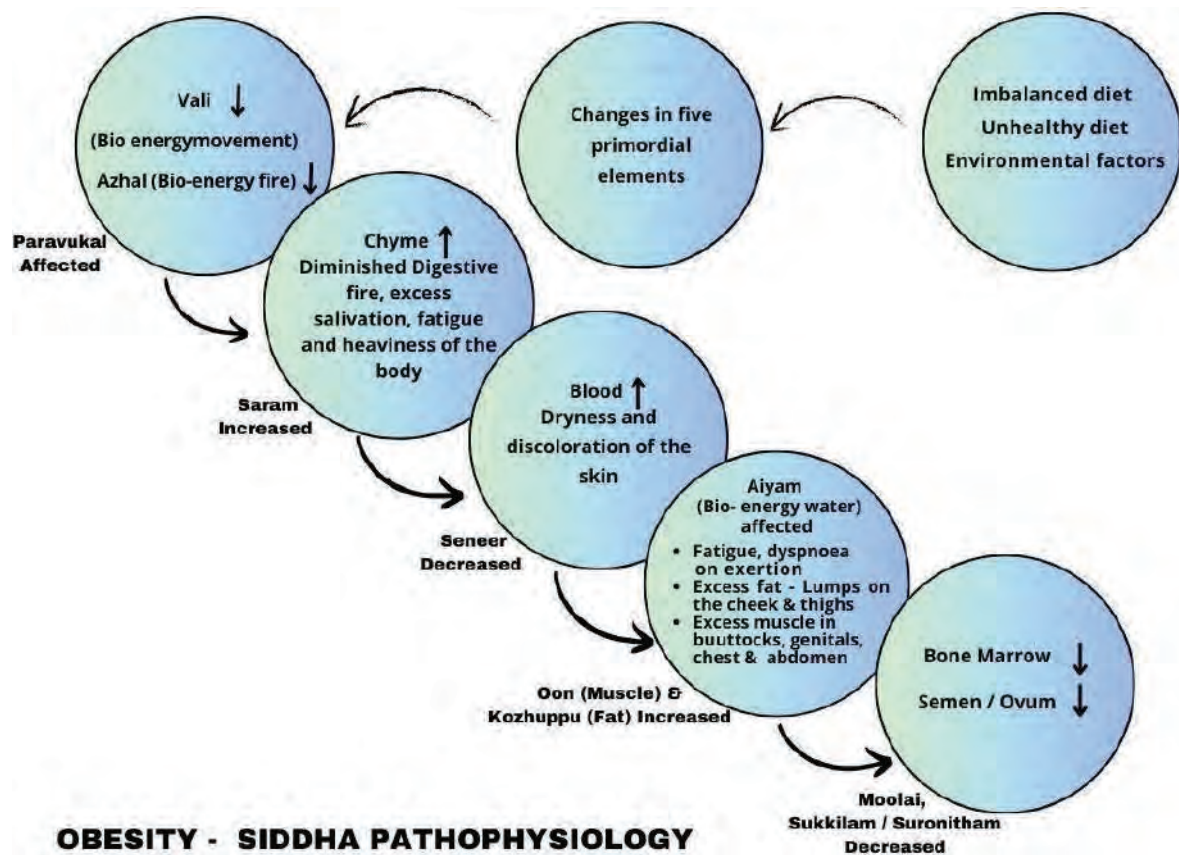 Vali ↓
(Bio energymovement)
Azhal (Bio-energy fire) ↓
Changes in five
primordial
elements
Imbalanced diet
Unhealthy diet
Environmental factors
Paravukal
Affected
Chyme ↑
Diminished Digestive
fire, excess
salivation, fatigue
and heaviness of the
body
Saram
Increased
Blood ↑
Dryness and
discoloration of the
skin
Seneer
Decreased
Aiyam
(Bio- energy water)
affected
• Fatigue, dyspnoea
on exertion
• Excess fat - Lumps on
the cheek & thighs
• Excess muscle in
buuttocks, genitals,
chest & abdomen
Oon (Muscle) &
Kozhuppu (Fat) Increased
Bone Marrow ↓
Semen / Ovum ↓
Moolai,
Sukkilam / Suronitham
Decreased
OBESITY - SIDDHA PATHOPHYSIOLOGY